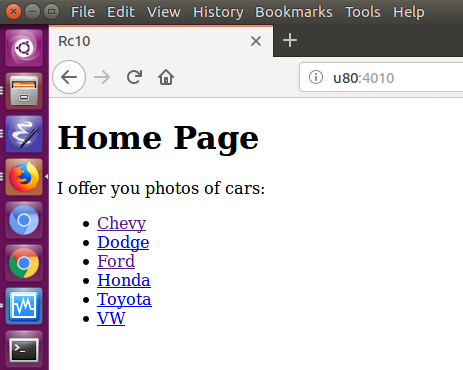 File Edit View History Bookmarks Tools Help
Rc10
u80:4010
Home Page
I offer you photos of cars:
Chevy
Dodge
Ford
Honda
Toyota
VW